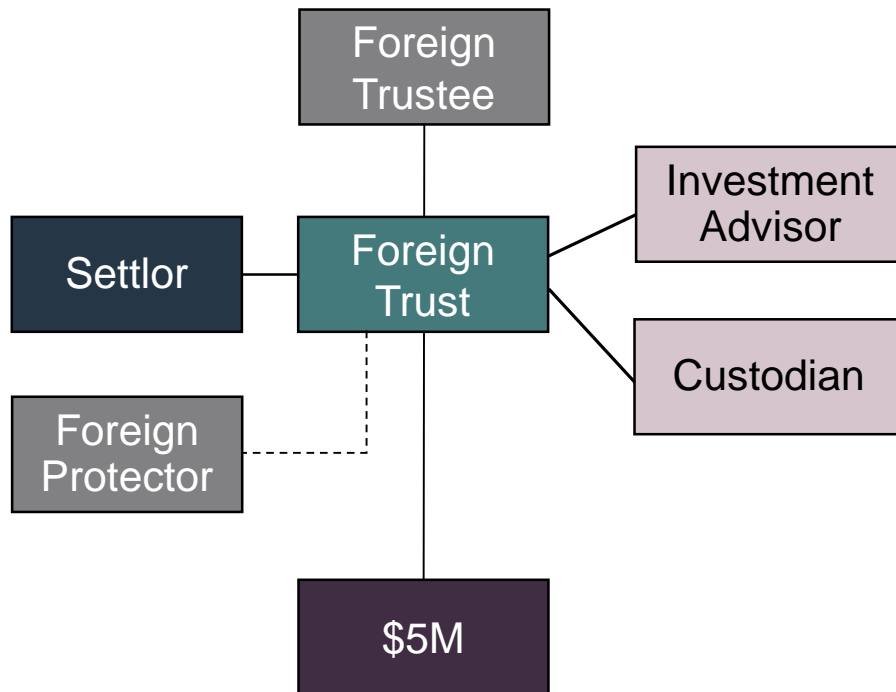 Foreign
Trustee
Investment
Advisor
Settlor
Foreign
Trust
Custodian
Foreign
Protector
$5M